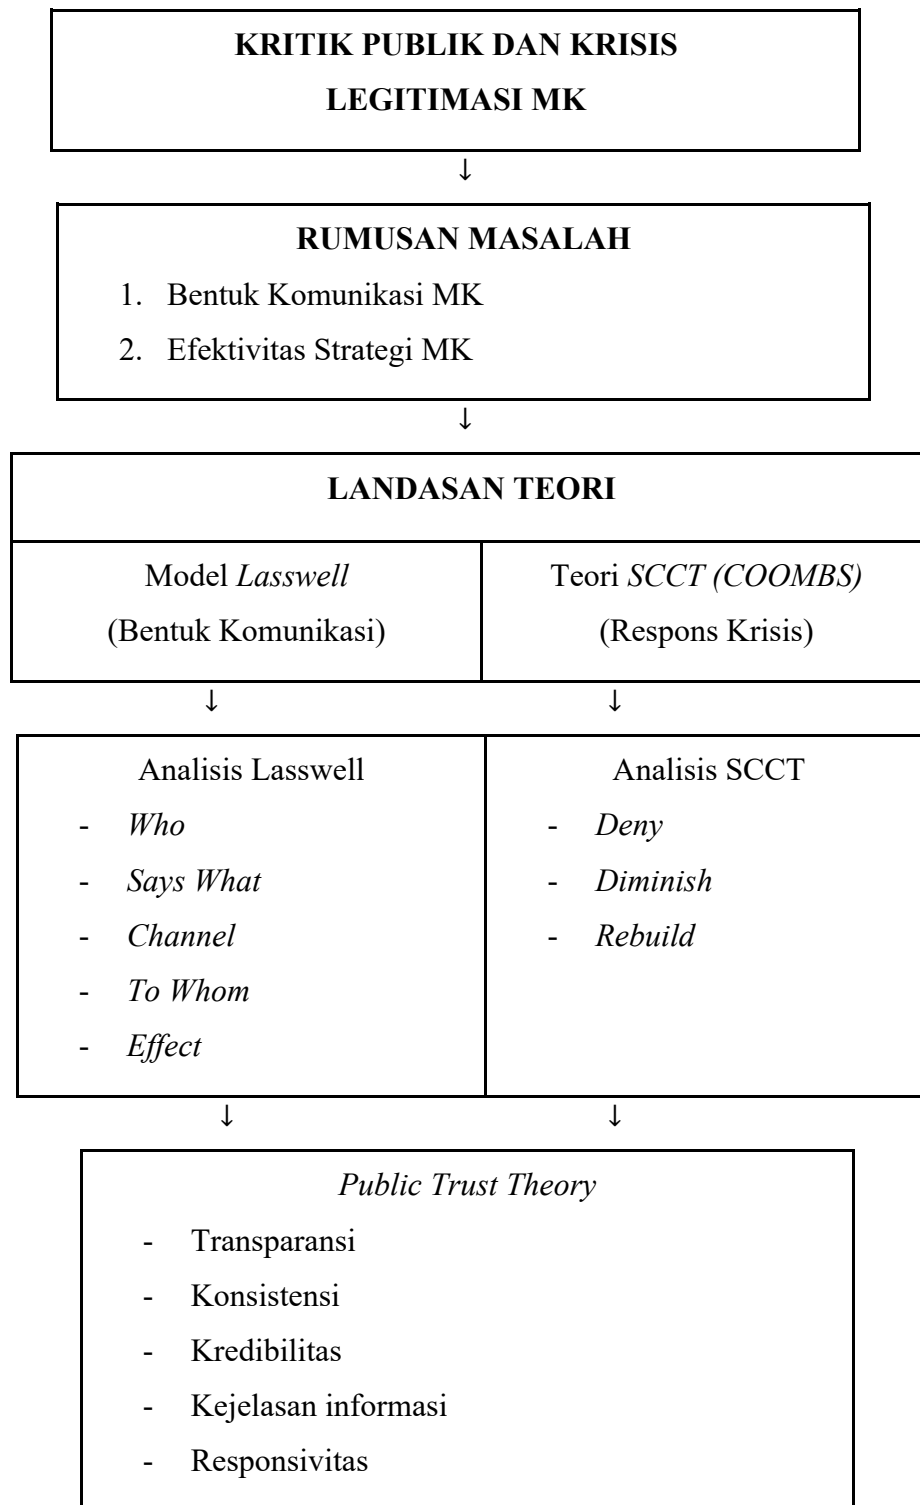 KRITIK PUBLIK DAN KRISIS
LEGITIMASI MK
↓
RUMUSAN MASALAH
1. Bentuk Komunikasi MK
2. Efektivitas Strategi MK
↓
LANDASAN TEORI
Model Lasswell
(Bentuk Komunikasi)
Teori SCCT (COOMBS)
(Respons Krisis)
↓ ↓
Analisis Lasswell
- Who
- Says What
- Channel
- To Whom
- Effect
Analisis SCCT
- Deny
- Diminish
- Rebuild
↓ ↓
Public Trust Theory
- Transparansi
- Konsistensi
- Kredibilitas
- Kejelasan informasi
- Responsivitas